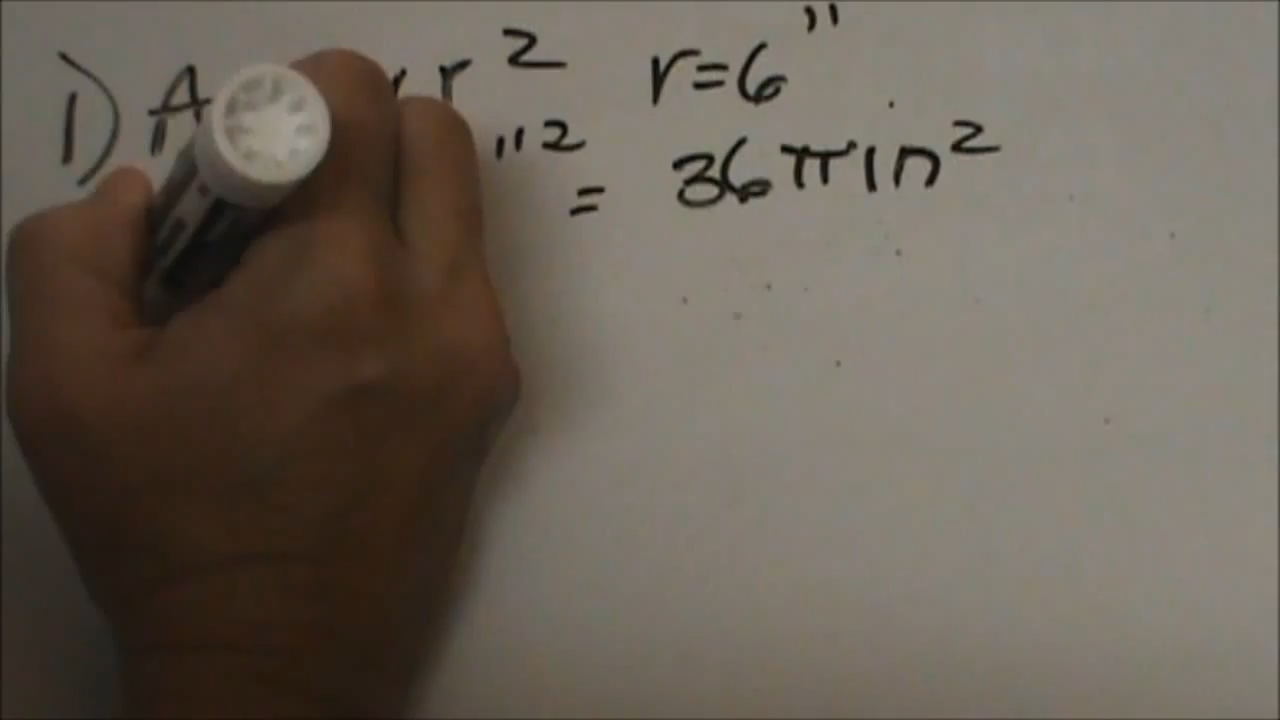 1) A r² r=6"
"² = 36π in²